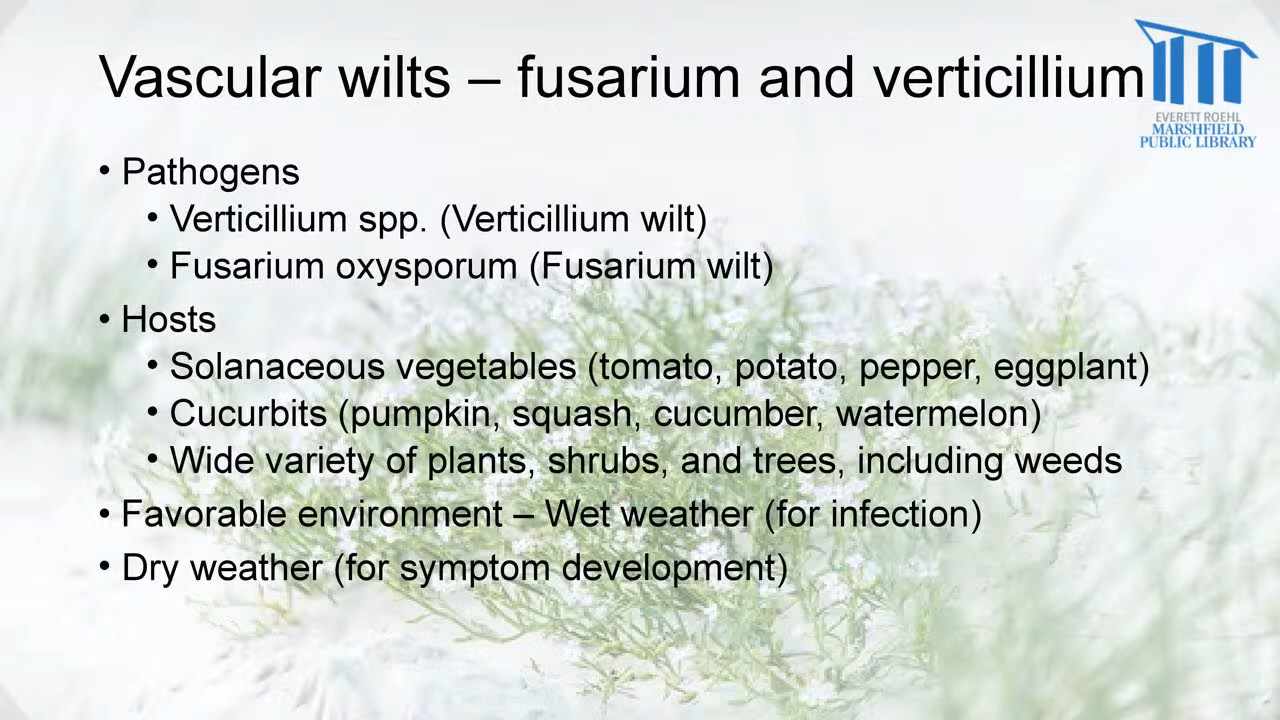 Vascular wilts – fusarium and verticillium
EVERETT ROEHL
MARSHFIELD
PUBLIC LIBRARY
• Pathogens
• Verticillium spp. (Verticillium wilt)
• Fusarium oxysporum (Fusarium wilt)
• Hosts
• Solanaceous vegetables (tomato, potato, pepper, eggplant)
• Cucurbits (pumpkin, squash, cucumber, watermelon)
• Wide variety of plants, shrubs, and trees, including weeds
• Favorable environment – Wet weather (for infection)
• Dry weather (for symptom development)